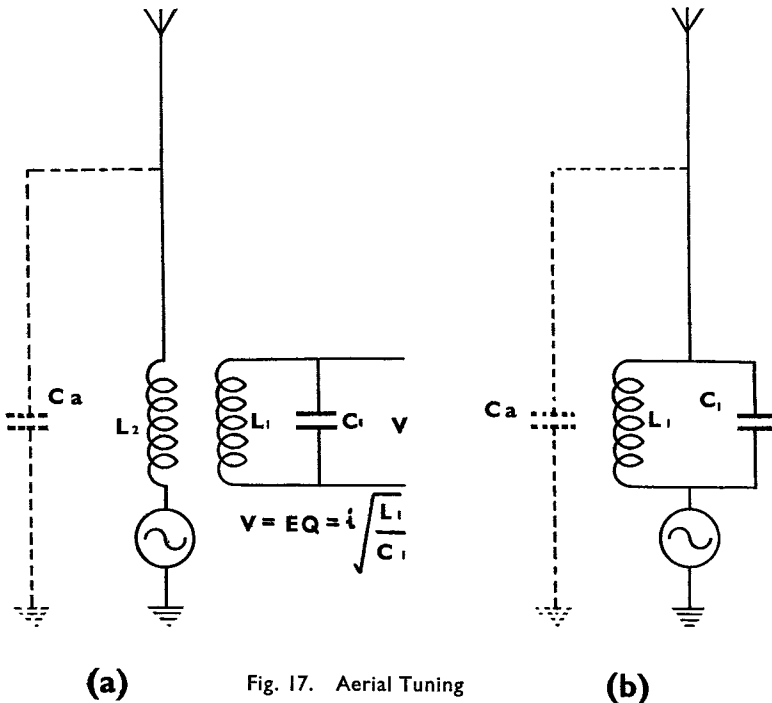 Ca
L₂
L₁
C₁
V
V = EQ = i √(L₁/C₁)
Ca
L₁
C₁
(a)
Fig. 17. Aerial Tuning
(b)